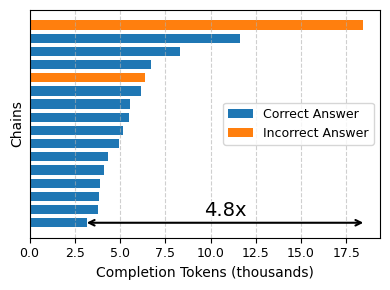 Chains
Correct Answer
Incorrect Answer
4.8x
0.0 2.5 5.0 7.5 10.0 12.5 15.0 17.5
Completion Tokens (thousands)